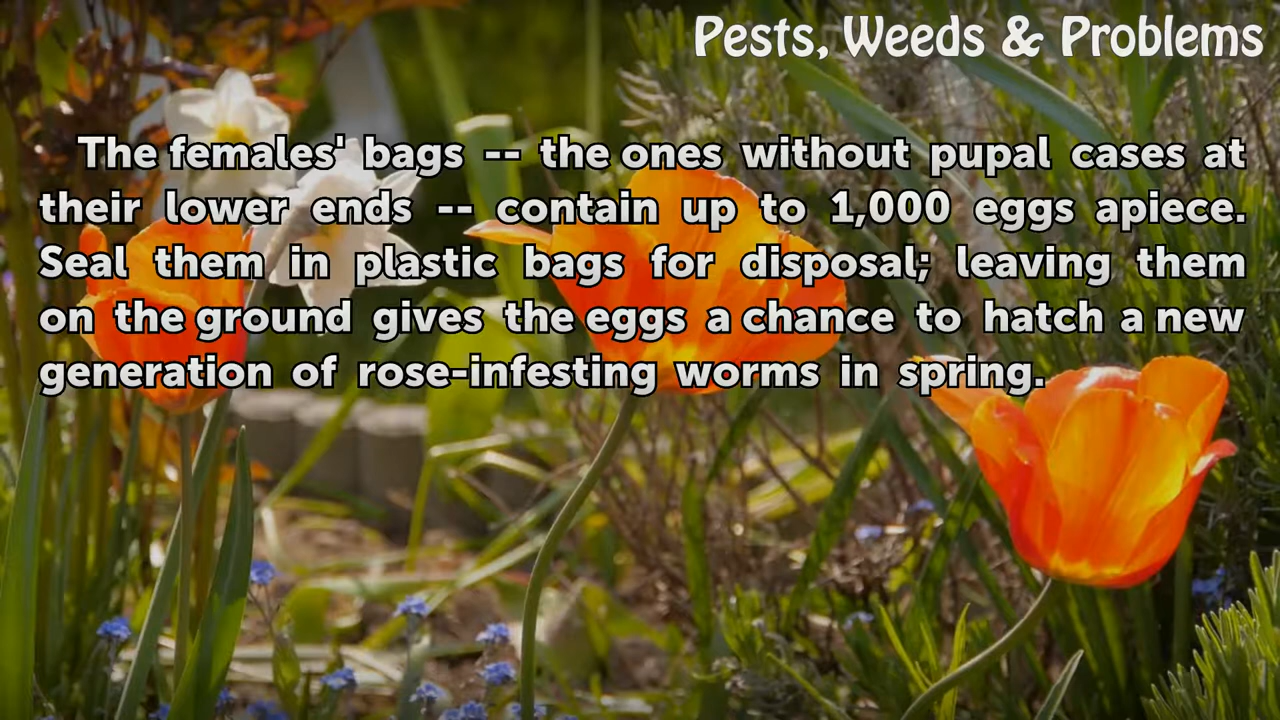 Pests, Weeds & Problems
The females' bags -- the ones without pupal cases at
their lower ends -- contain up to 1,000 eggs apiece.
Seal them in plastic bags for disposal; leaving them
on the ground gives the eggs a chance to hatch a new
generation of rose-infesting worms in spring.